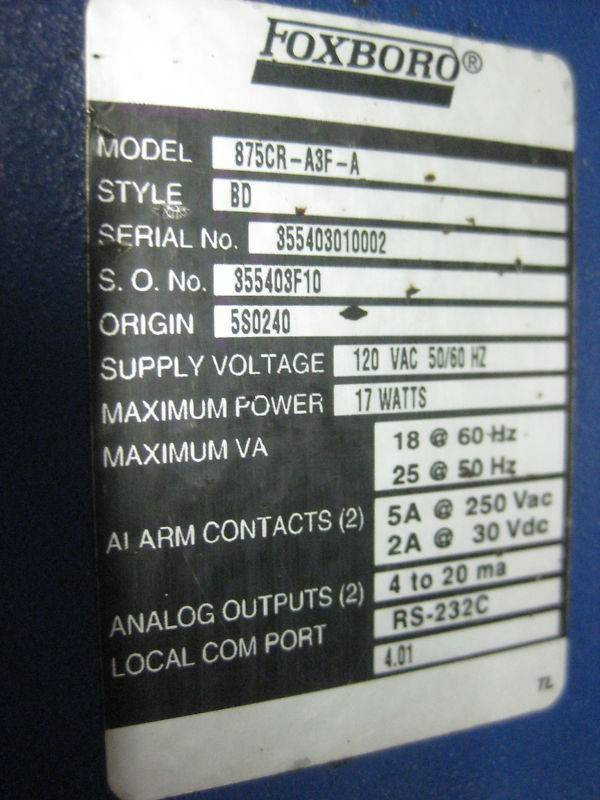 FOXBORO®
MODEL 875CR-A3F-A
STYLE BD
SERIAL No. 355403010002
S. O. No. 355403F10
ORIGIN 5S0240
SUPPLY VOLTAGE 120 VAC 50/60 HZ
MAXIMUM POWER 17 WATTS
MAXIMUM VA 18 @ 60 Hz
25 @ 50 Hz
ALARM CONTACTS (2) 5A @ 250 Vac
2A @ 30 Vdc
ANALOG OUTPUTS (2) 4 to 20 ma
LOCAL COM PORT RS-232C
4.01
TL